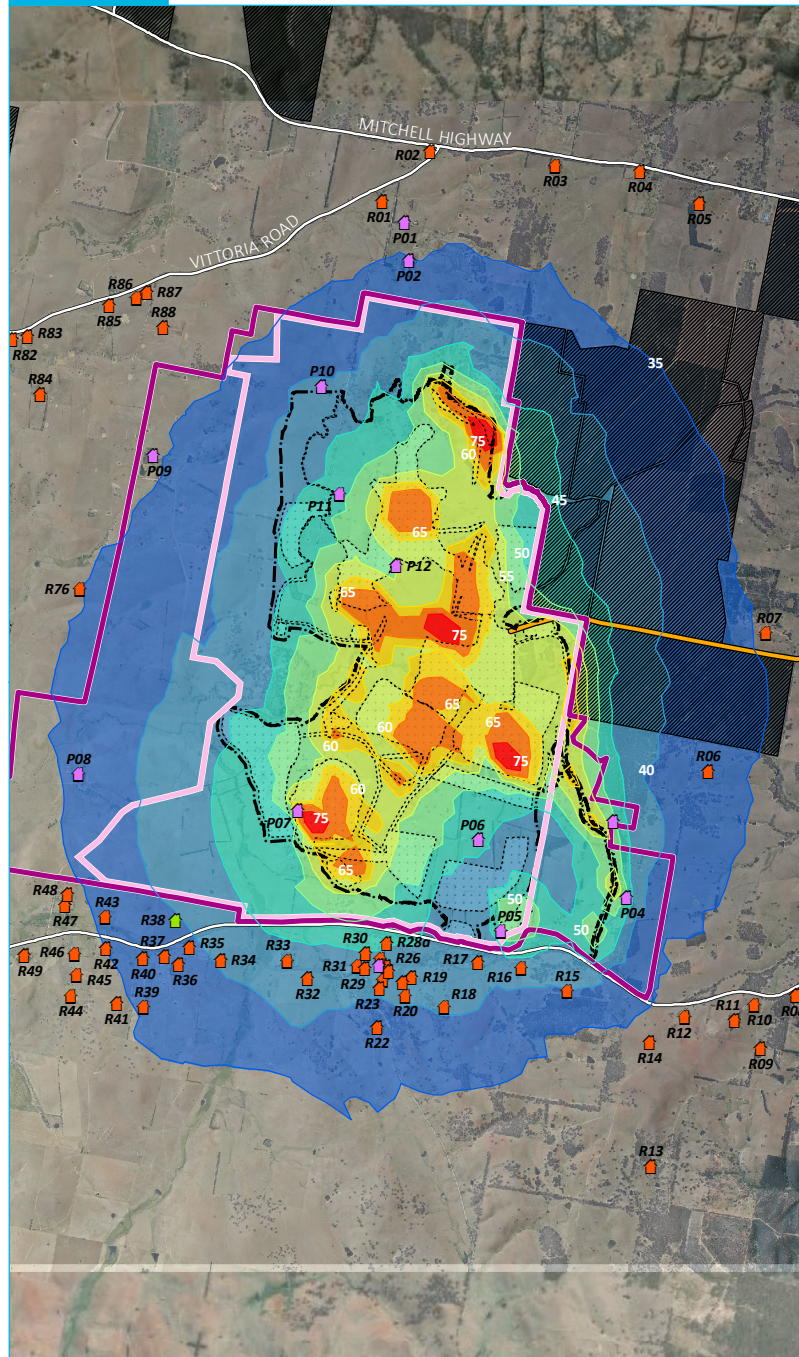 MITCHELL HIGHWAY
R02
R03
R04
R01
R05
P01
VITTORIA ROAD
P02
R86
R87
R85
R88
R83
R82
35
P10
R84
75
60
P09
P11
45
65
50
P12
55
R76
65
R07
75
65
65
60
60
75
40
R06
P08
60
P07
75
P06
65
R48
R47
R43
R38
50
P04
P05
50
R30
R28a
R46
R42
R37
R35
R33
R26
R17
R49
R40
R34
R31
R16
R45
R36
R29
R19
R15
R32
R44
R41
R39
R23
R20
R18
R11
R10
R08
R22
R12
R14
R09
R13